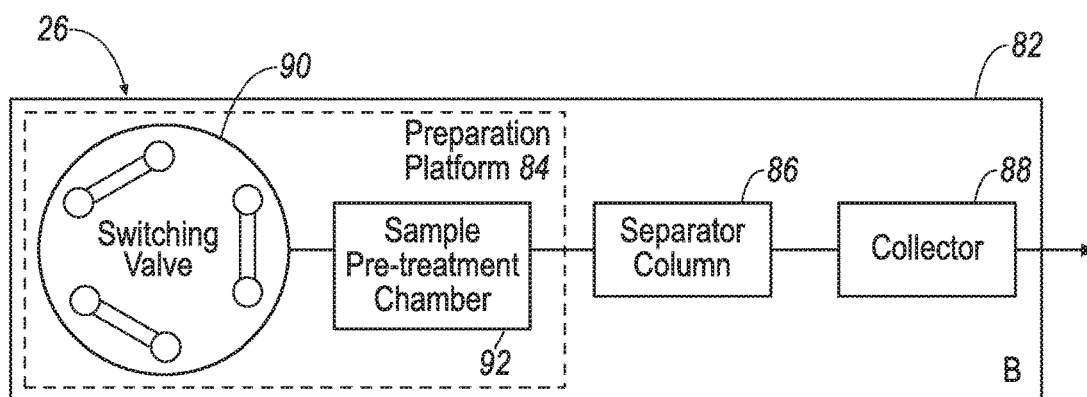 26
90
82
Preparation
Platform 84
86
88
Switching
Valve
Sample
Pre-treatment
Chamber
Separator
Column
Collector
92
B